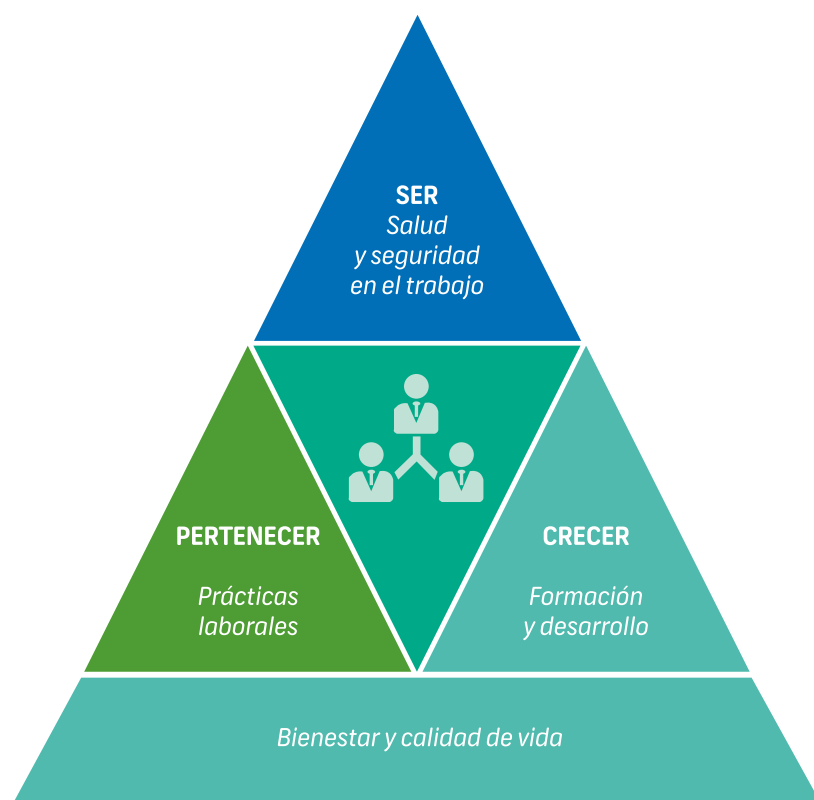 SER
Salud
y seguridad
en el trabajo
PERTENECER
Prácticas
laborales
CRECER
Formación
y desarrollo
Bienestar y calidad de vida